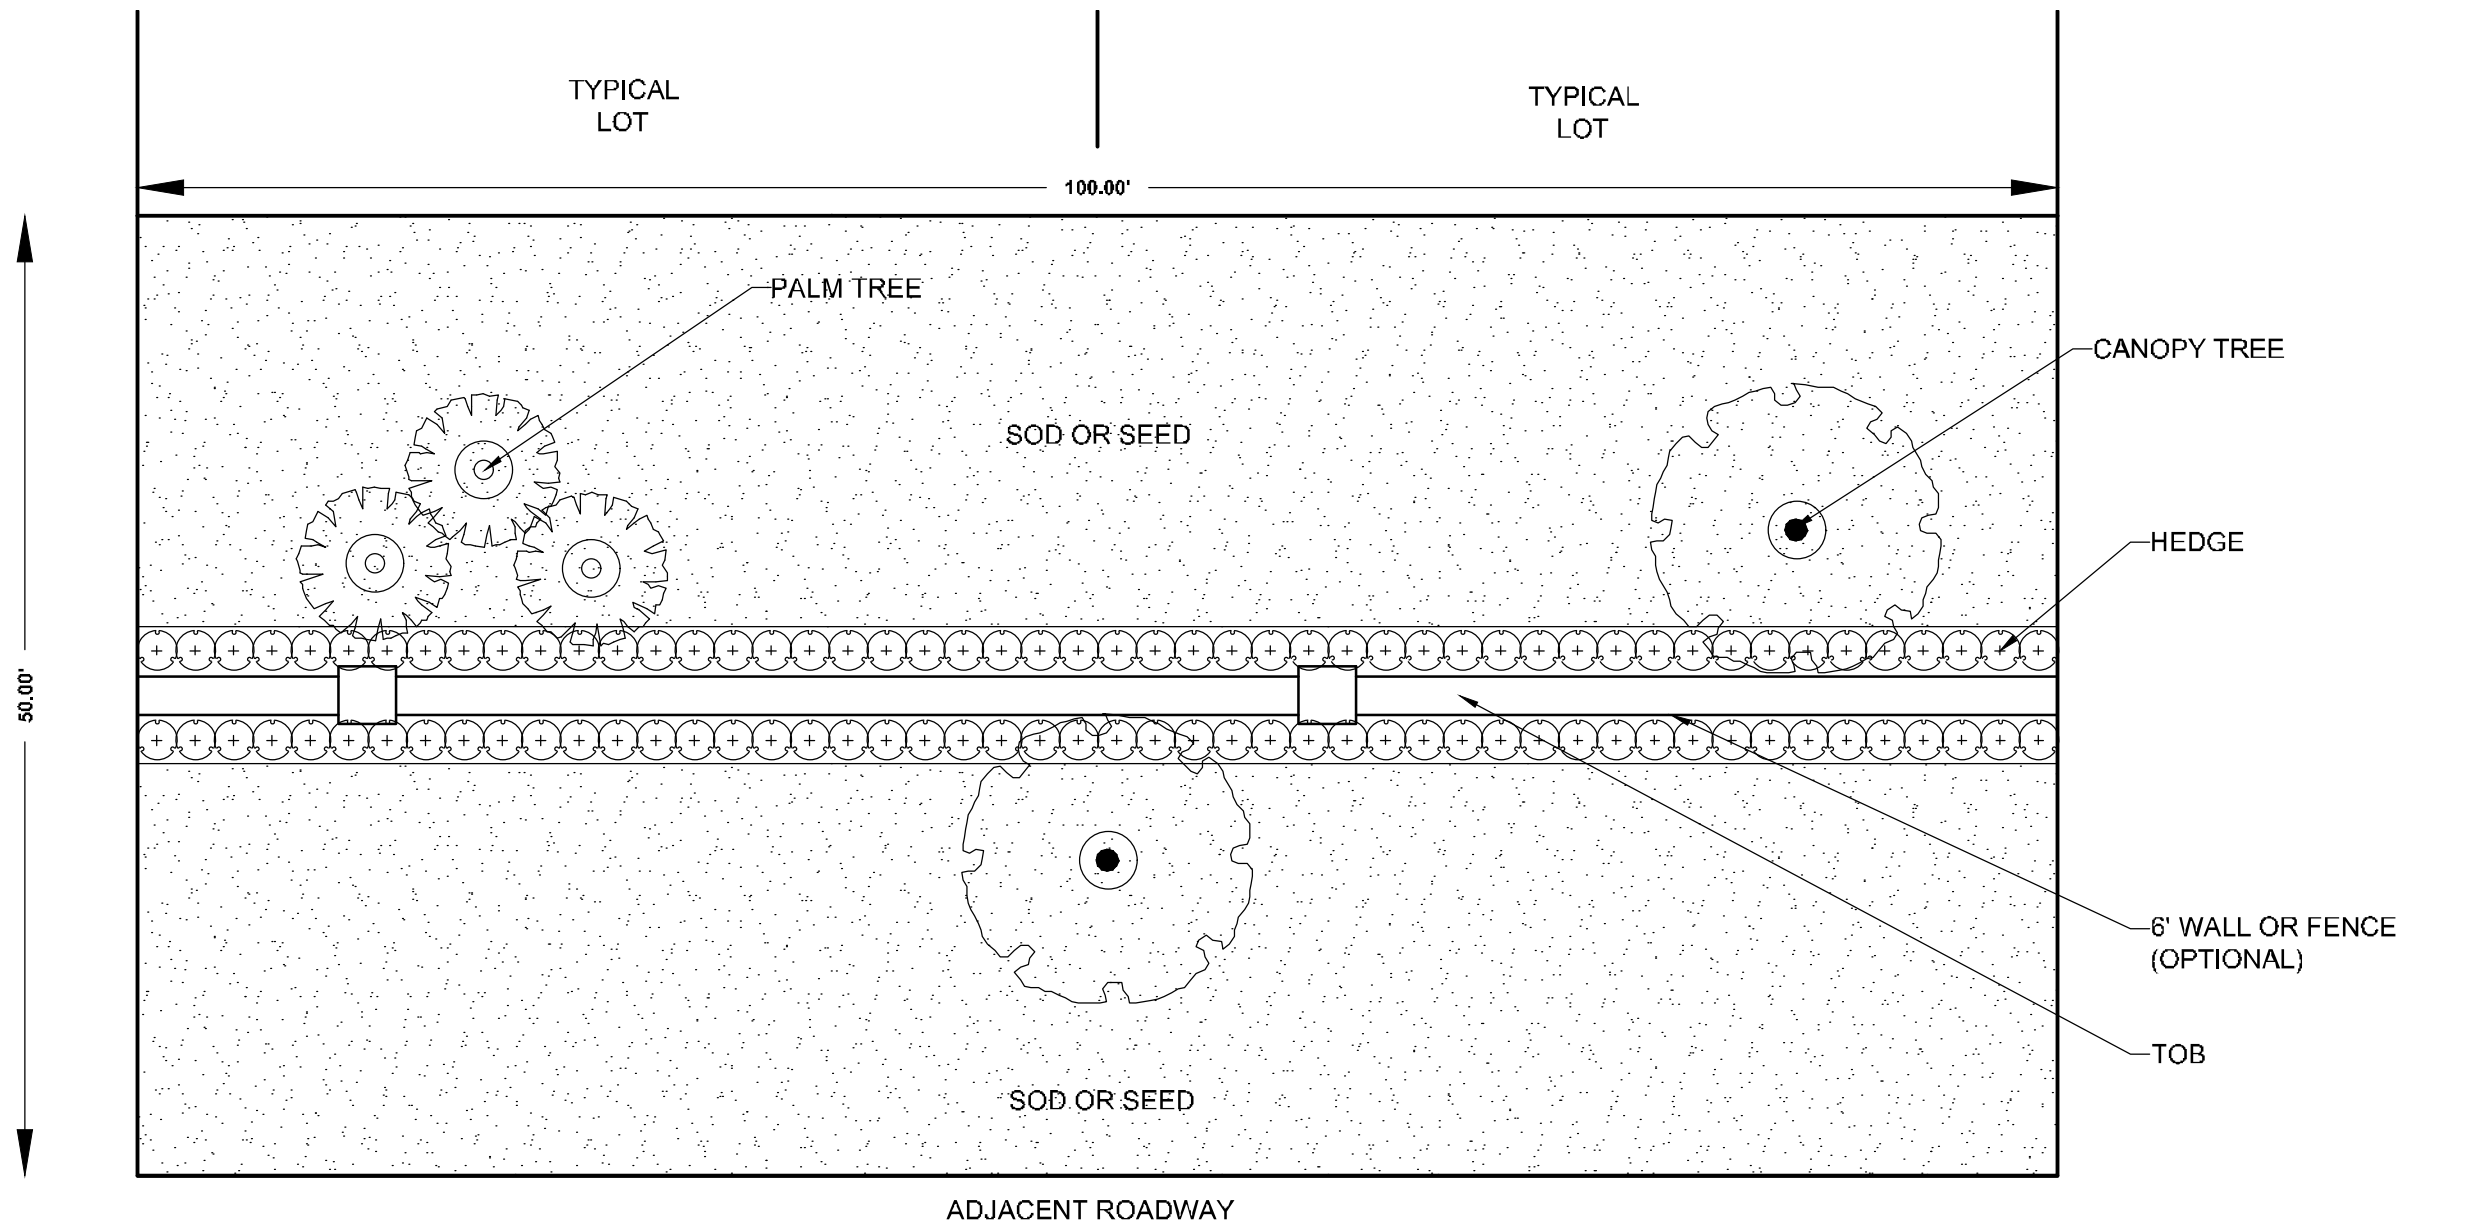 TYPICAL
LOT
TYPICAL
LOT
100.00'
PALM TREE
CANOPY TREE
SOD OR SEED
HEDGE
50.00'
6' WALL OR FENCE
(OPTIONAL)
TOB
SOD OR SEED
ADJACENT ROADWAY